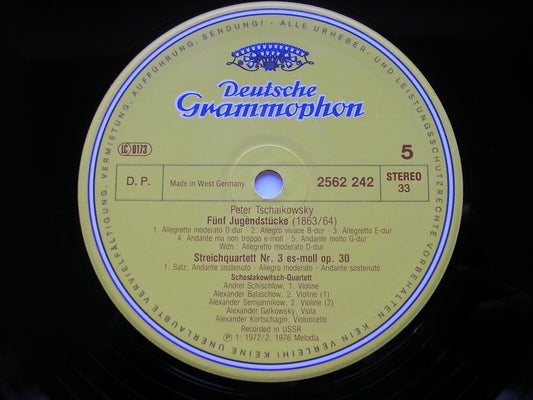 ALLE URHEBER- UND LEISTUNGSSCHUTZRECHTE VORBEHALTEN. KEIN VERLEIH! KEINE UNERLAUBTE VERVIELFÄLTIGUNG, VERMIETUNG, AUFFÜHRUNG, SENDUNG!
Deutsche
Grammophon
LC 0173
5
D. P.
Made in West Germany
2562 242
STEREO
33
Peter Tschaikowsky
Fünf Jugendstücke (1863/64)
1. Allegretto moderato D-dur 2. Allegro vivace B-dur 3. Allegretto E-dur
4. Andante ma non troppo e-moll 5. Andante molto G-dur
Wdh.: Allegretto moderato D-dur
Streichquartett Nr. 3 es-moll op. 30
1. Satz: Andante sostenuto - Allegro moderato - Andante sostenuto
Schostakowitsch-Quartett
Andrei Schischlow, 1. Violine
Alexander Balaschow, 2. Violine (1)
Alexander Semjannikow, 2. Violine (2)
Alexander Galkowsky, Viola
Alexander Kortschagin, Violoncello
Recorded in USSR
Ⓟ 1: 1972/2: 1976 Melodia